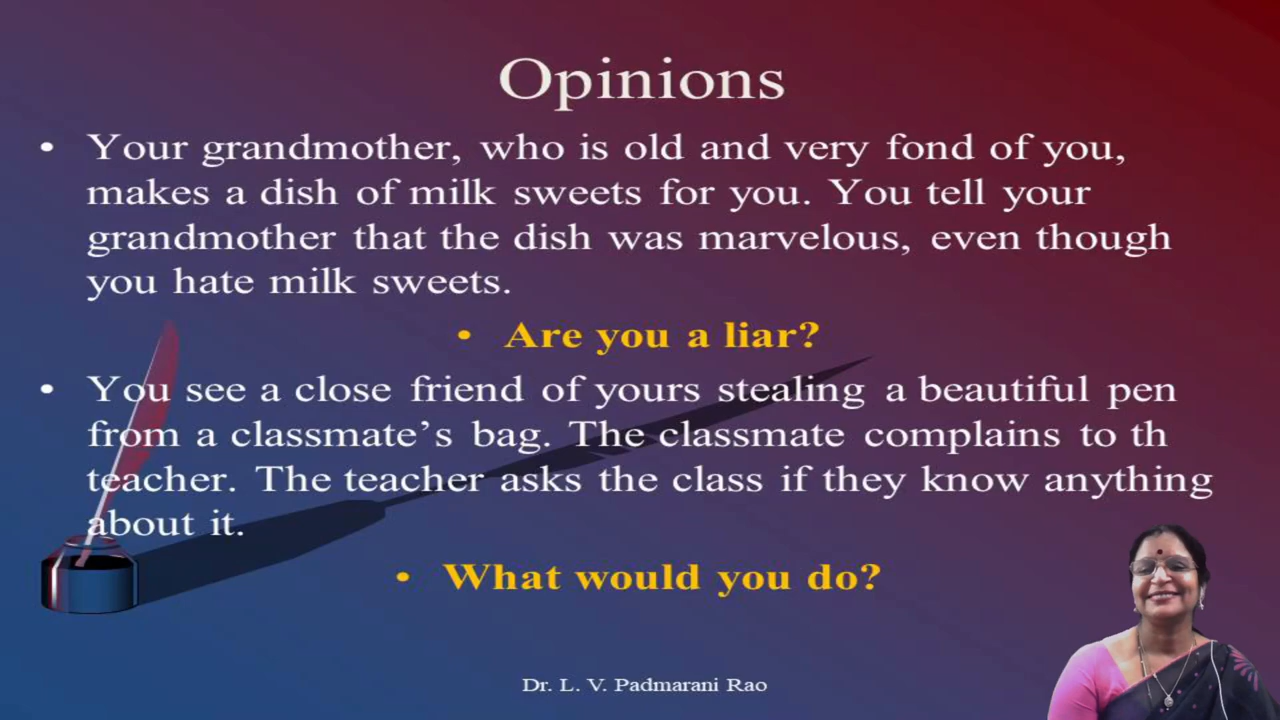 Opinions
• Your grandmother, who is old and very fond of you,
makes a dish of milk sweets for you. You tell your
grandmother that the dish was marvelous, even though
you hate milk sweets.
• Are you a liar?
• You see a close friend of yours stealing a beautiful pen
from a classmate’s bag. The classmate complains to th
teacher. The teacher asks the class if they know anything
about it.
• What would you do?
Dr. L. V. Padmarani Rao